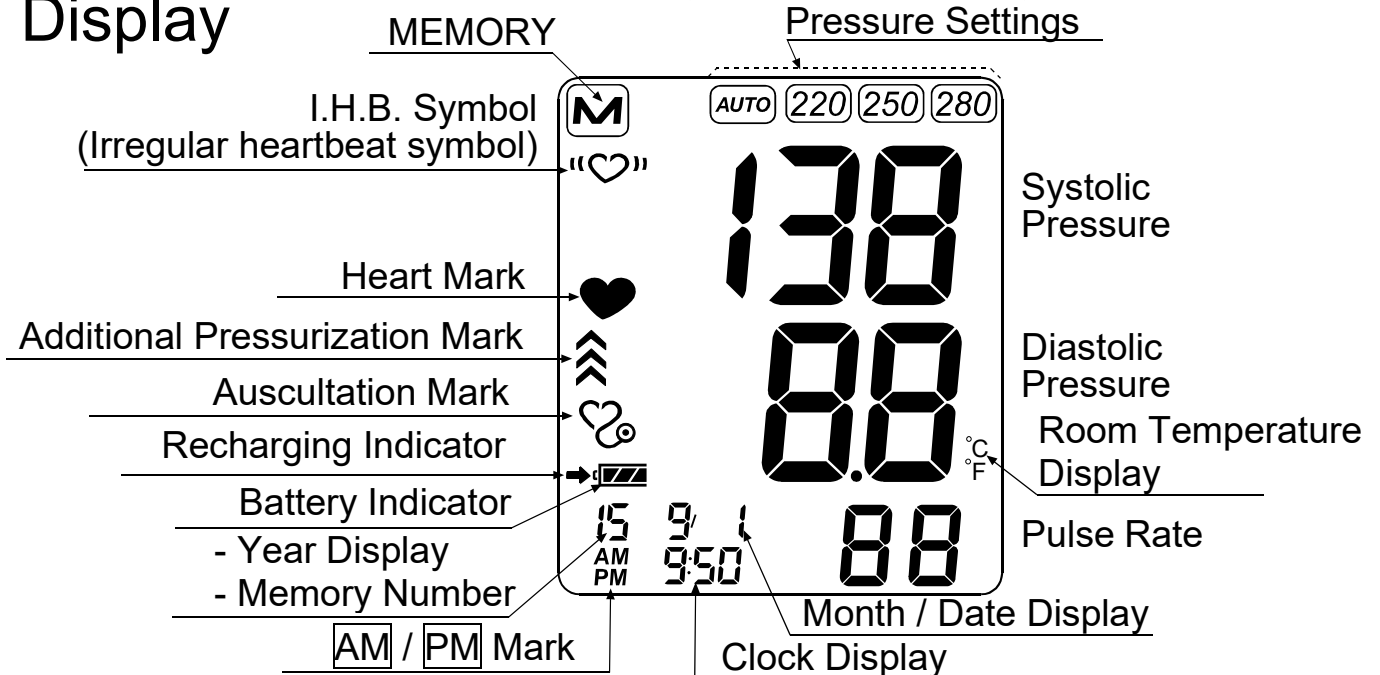 Display
MEMORY
Pressure Settings
I.H.B. Symbol
(Irregular heartbeat symbol)
M
AUTO 220 250 280
138
Systolic
Pressure
Heart Mark
Additional Pressurization Mark
Auscultation Mark
Recharging Indicator
Battery Indicator
- Year Display
- Memory Number
AM / PM Mark
8.8
Diastolic
Pressure
°C
°F
Room Temperature
Display
15 9/ 1
AM
PM
9:50
88
Pulse Rate
Month / Date Display
Clock Display